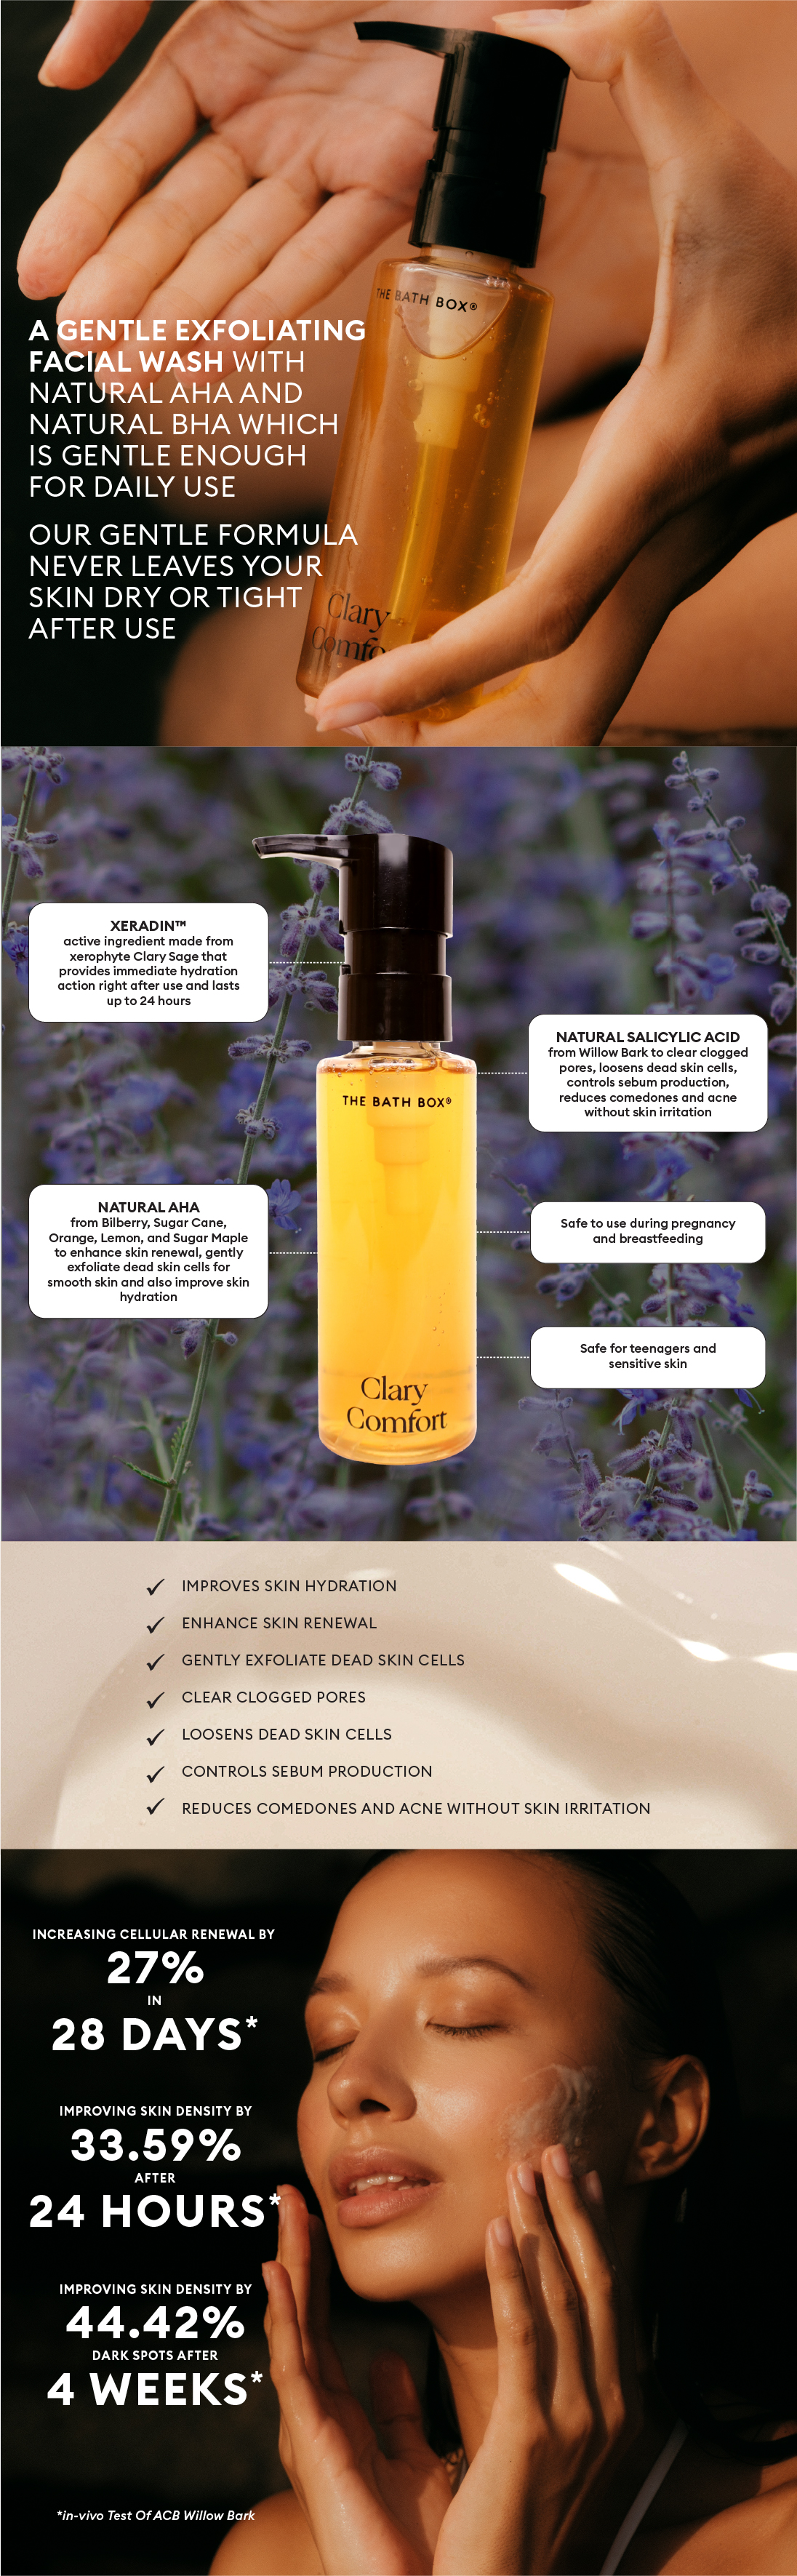 THE BATH BOX®
A GENTLE EXFOLIATING
FACIAL WASH WITH
NATURAL AHA AND
NATURAL BHA WHICH
IS GENTLE ENOUGH
FOR DAILY USE
OUR GENTLE FORMULA
NEVER LEAVES YOUR
SKIN DRY OR TIGHT
AFTER USE
Clary
Comfo
XERADIN™
active ingredient made from
xerophyte Clary Sage that
provides immediate hydration
action right after use and lasts
up to 24 hours
NATURAL SALICYLIC ACID
from Willow Bark to clear clogged
pores, loosens dead skin cells,
controls sebum production,
reduces comedones and acne
without skin irritation
THE BATH BOX®
NATURAL AHA
from Bilberry, Sugar Cane,
Orange, Lemon, and Sugar Maple
to enhance skin renewal, gently
exfoliate dead skin cells for
smooth skin and also improve skin
hydration
Safe to use during pregnancy
and breastfeeding
Safe for teenagers and
sensitive skin
Clary
Comfort
IMPROVES SKIN HYDRATION
ENHANCE SKIN RENEWAL
GENTLY EXFOLIATE DEAD SKIN CELLS
CLEAR CLOGGED PORES
LOOSENS DEAD SKIN CELLS
CONTROLS SEBUM PRODUCTION
REDUCES COMEDONES AND ACNE WITHOUT SKIN IRRITATION
INCREASING CELLULAR RENEWAL BY
27%
IN
28 DAYS*
IMPROVING SKIN DENSITY BY
33.59%
AFTER
24 HOURS*
IMPROVING SKIN DENSITY BY
44.42%
DARK SPOTS AFTER
4 WEEKS*
*in-vivo Test Of ACB Willow Bark